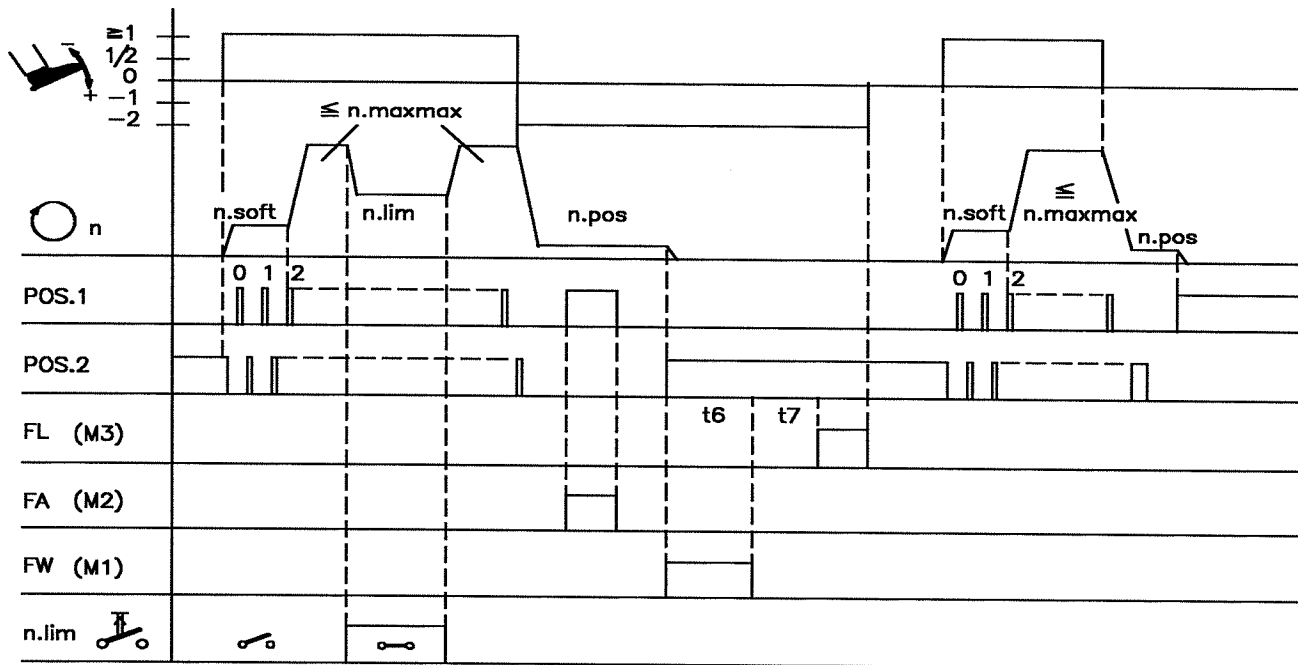 ≧1
1/2
0
−1
−2
−
+
≦ n.maxmax
n.soft
n.lim
n.pos
n.soft
≦
n.maxmax
n.pos
n
0 1 2
0 1 2
POS.1
POS.2
t6 t7
FL (M3)
FA (M2)
FW (M1)
n.lim